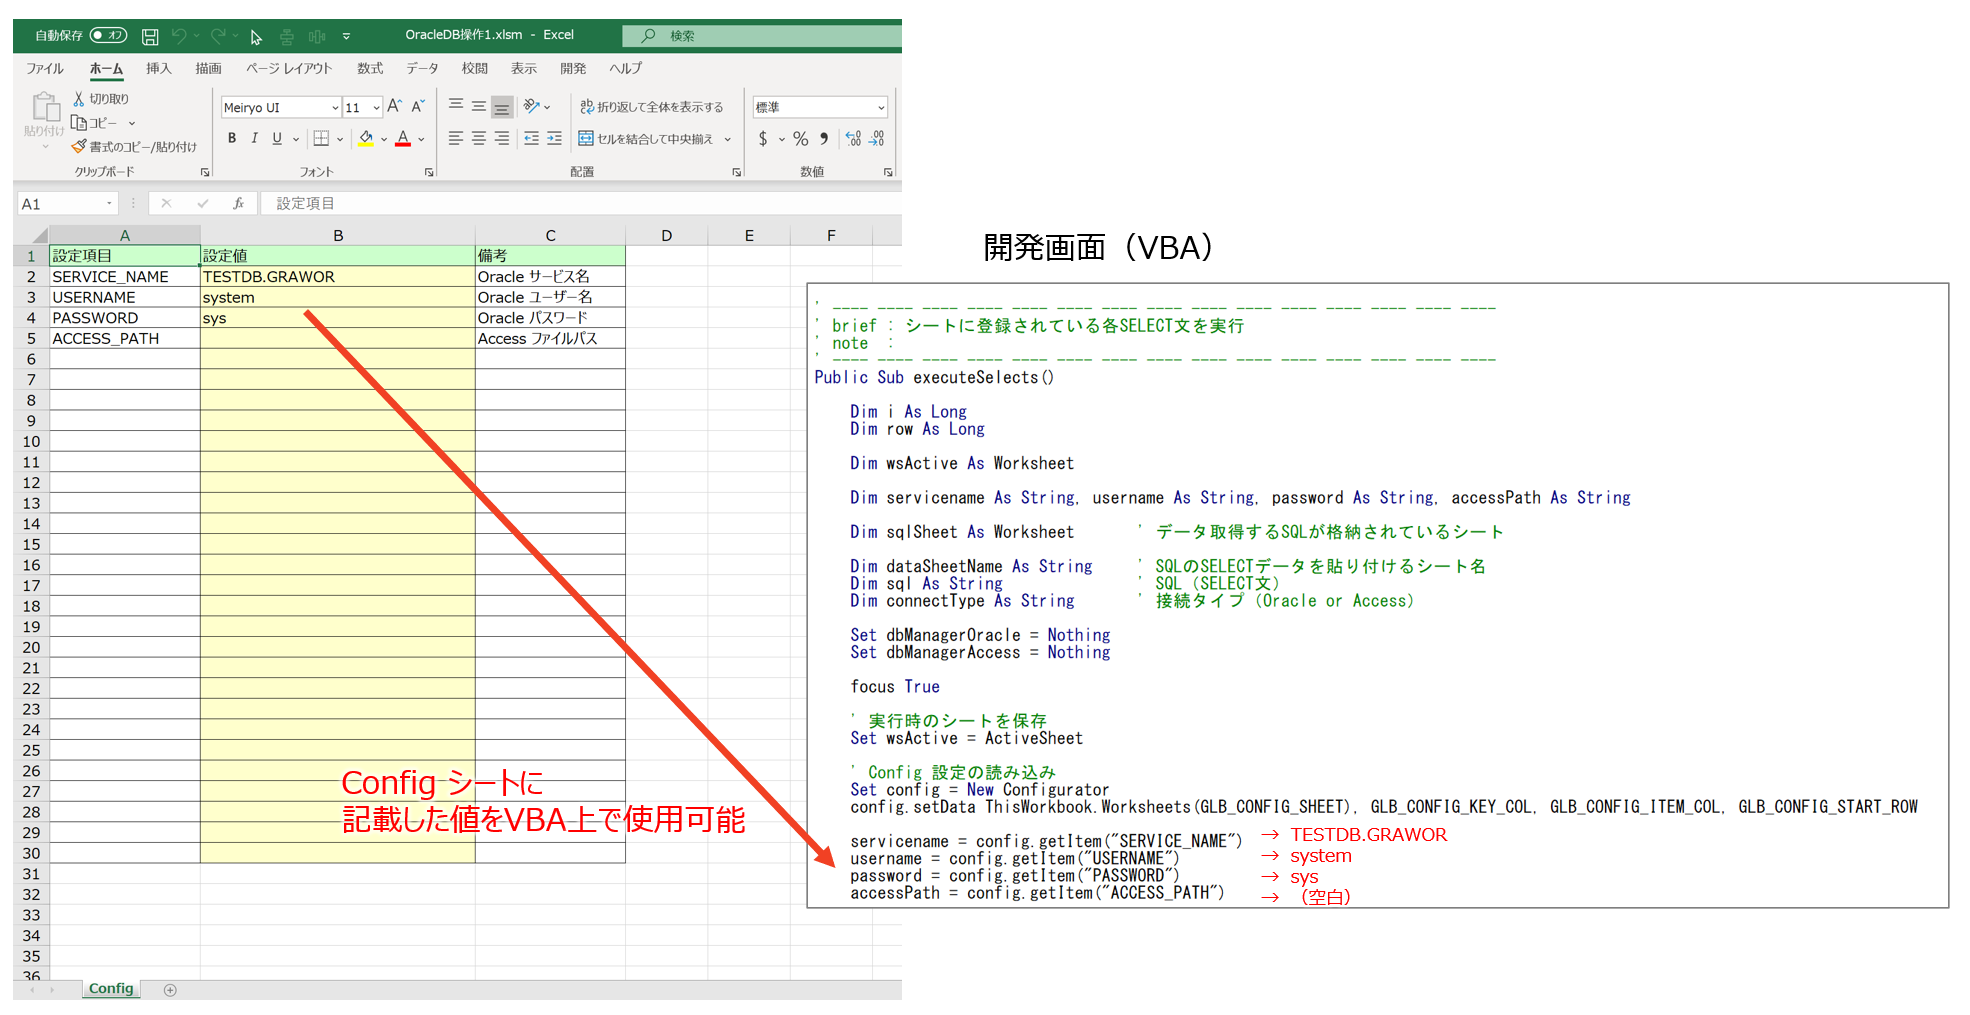 自動保存 オフ OracleDB操作1.xlsm - Excel 検索
ファイル ホーム 挿入 描画 ページ レイアウト 数式 データ 校閲 表示 開発 ヘルプ
貼り付け
切り取り
コピー
書式のコピー/貼り付け
クリップボード
Meiryo UI 11 A^ A˅
B I U A
フォント
折り返して全体を表示する
セルを結合して中央揃え
配置
標準
$ % , .00 .00
数値
A1 fx 設定項目
A B C D E F
1 設定項目 設定値 備考
2 SERVICE_NAME TESTDB.GRAWOR Oracle サービス名
3 USERNAME system Oracle ユーザー名
4 PASSWORD sys Oracle パスワード
5 ACCESS_PATH Access ファイルパス
6
7
8
9
10
11
12
13
14
15
16
17
18
19
20
21
22
23
24
25
26
27
28
29
30
31
32
33
34
35
36
Config シートに
記載した値をVBA上で使用可能
Config
開発画面（VBA）
' ---- ---- ---- ---- ---- ---- ---- ---- ---- ---- ---- ---- ---- ---- ----
' brief : シートに登録されている各SELECT文を実行
' note  :
' ---- ---- ---- ---- ---- ---- ---- ---- ---- ---- ---- ---- ---- ---- ----
Public Sub executeSelects()
Dim i As Long
Dim row As Long
Dim wsActive As Worksheet
Dim servicename As String, username As String, password As String, accessPath As String
Dim sqlSheet As Worksheet ' データ取得するSQLが格納されているシート
Dim dataSheetName As String ' SQLのSELECTデータを貼り付けるシート名
Dim sql As String ' SQL（SELECT文）
Dim connectType As String ' 接続タイプ（Oracle or Access）
Set dbManagerOracle = Nothing
Set dbManagerAccess = Nothing
focus True
' 実行時のシートを保存
Set wsActive = ActiveSheet
' Config 設定の読み込み
Set config = New Configurator
config.setData ThisWorkbook.Worksheets(GLB_CONFIG_SHEET), GLB_CONFIG_KEY_COL, GLB_CONFIG_ITEM_COL, GLB_CONFIG_START_ROW
servicename = config.getItem("SERVICE_NAME") → TESTDB.GRAWOR
username = config.getItem("USERNAME") → system
password = config.getItem("PASSWORD") → sys
accessPath = config.getItem("ACCESS_PATH") → （空白）